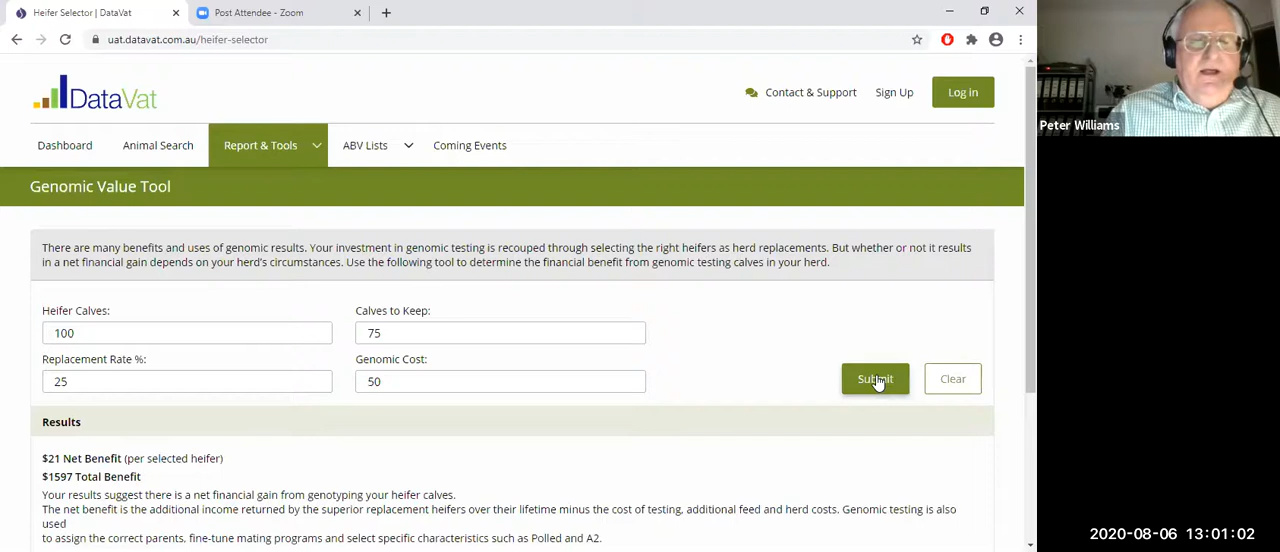 Heifer Selector | DataVat
Post Attendee - Zoom
uat.datavat.com.au/heifer-selector
DataVat
Contact & Support
Sign Up
Log in
Dashboard
Animal Search
Report & Tools
ABV Lists
Coming Events
Genomic Value Tool
There are many benefits and uses of genomic results. Your investment in genomic testing is recouped through selecting the right heifers as herd replacements. But whether or not it results
in a net financial gain depends on your herd's circumstances. Use the following tool to determine the financial benefit from genomic testing calves in your herd.
Heifer Calves:
Calves to Keep:
100
75
Replacement Rate %:
Genomic Cost:
25
50
Submit
Clear
Results
$21 Net Benefit (per selected heifer)
$1597 Total Benefit
Your results suggest there is a net financial gain from genotyping your heifer calves.
The net benefit is the additional income returned by the superior replacement heifers over their lifetime minus the cost of testing, additional feed and herd costs. Genomic testing is also
used
to assign the correct parents, fine-tune mating programs and select specific characteristics such as Polled and A2.
Peter Williams
2020-08-06 13:01:02